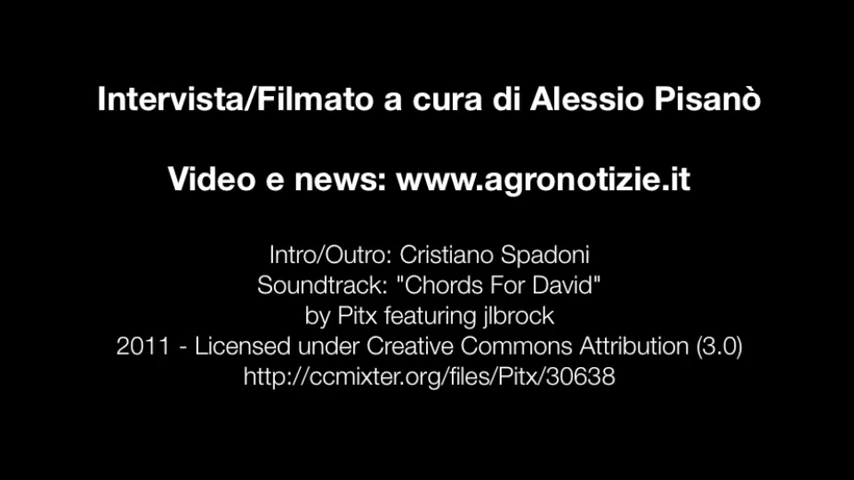 Intervista/Filmato a cura di Alessio Pisanò
Video e news: www.agronotizie.it
Intro/Outro: Cristiano Spadoni
Soundtrack: "Chords For David"
by Pitx featuring jlbrock
2011 - Licensed under Creative Commons Attribution (3.0)
http://ccmixter.org/files/Pitx/30638